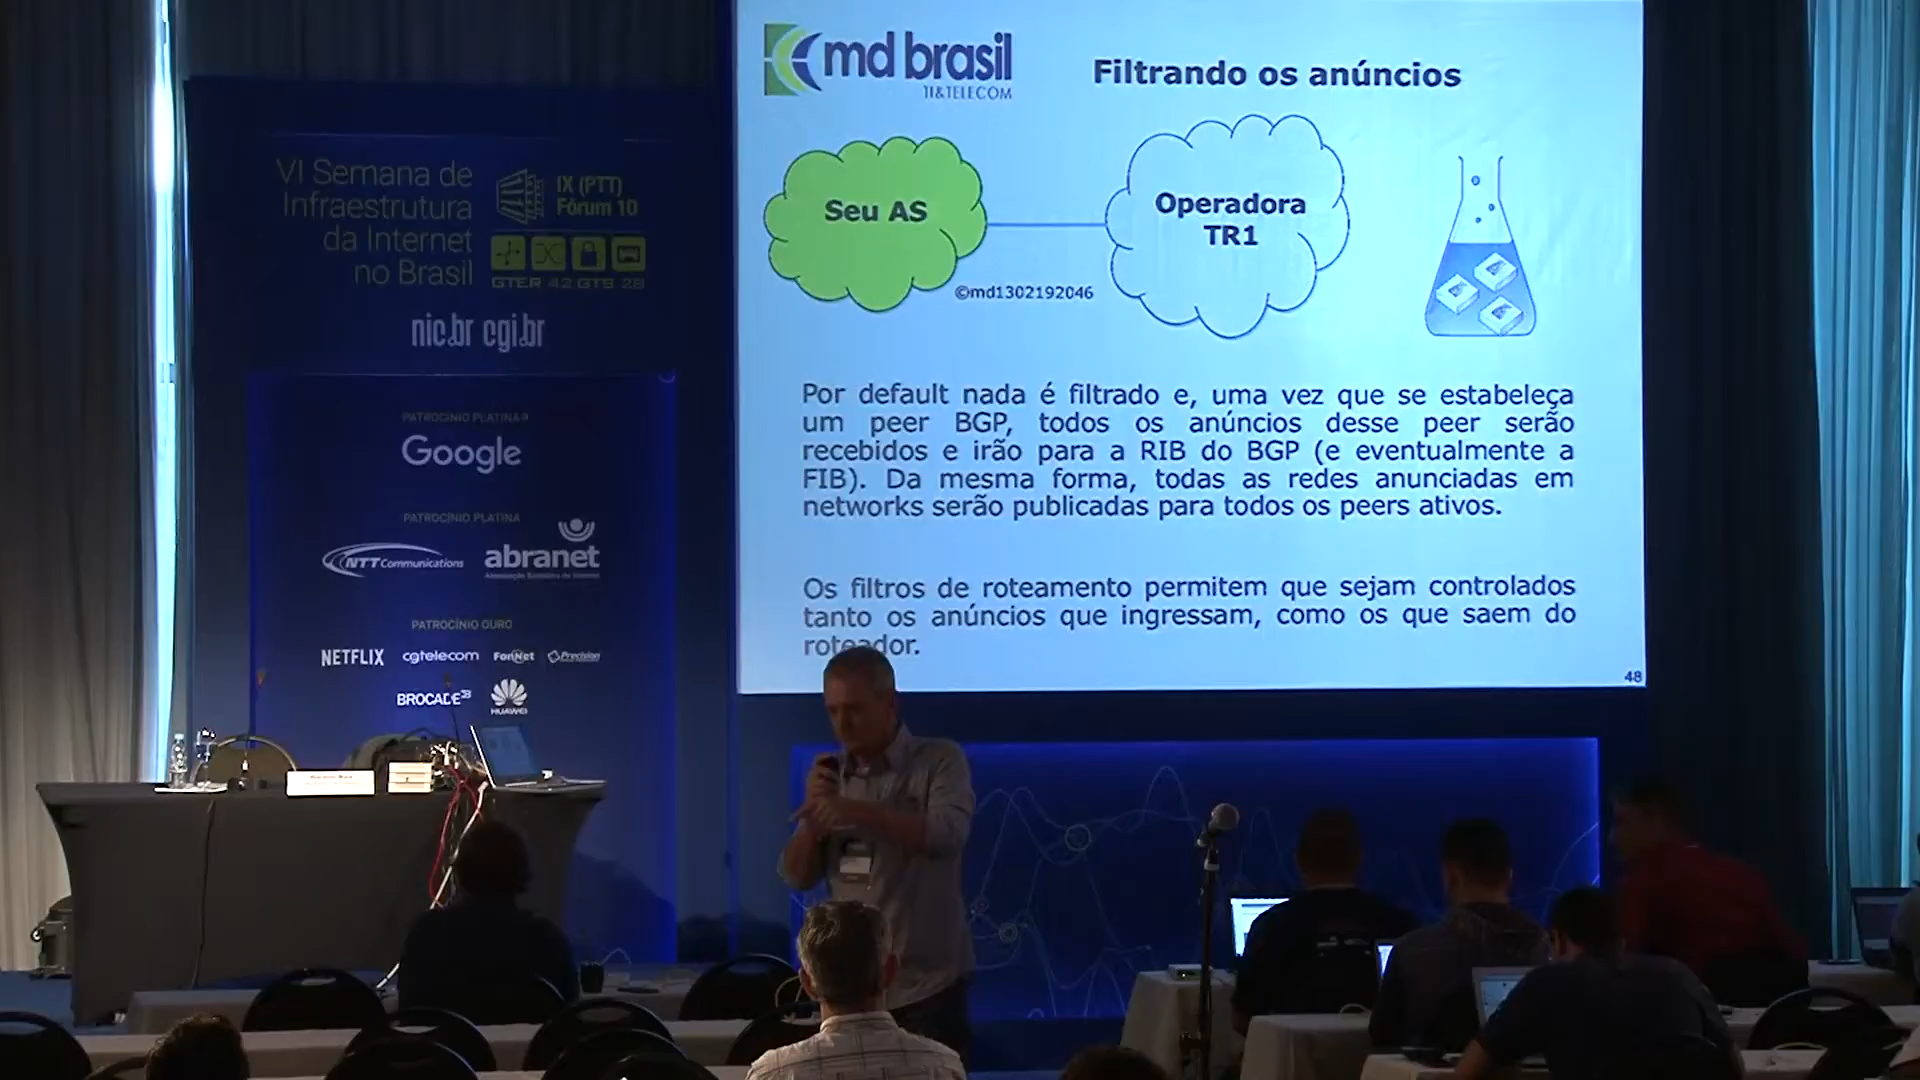 md brasil
TI&TELECOM
Filtrando os anúncios
Seu AS
Operadora
TR1
©md1302192046
Por default nada é filtrado e, uma vez que se estabeleça
um peer BGP, todos os anúncios desse peer serão
recebidos e irão para a RIB do BGP (e eventualmente a
FIB). Da mesma forma, todas as redes anunciadas em
networks serão publicadas para todos os peers ativos.
Os filtros de roteamento permitem que sejam controlados
tanto os anúncios que ingressam, como os que saem do
roteador.
48
VI Semana de
Infraestrutura
da Internet
no Brasil
IX (PTT)
Fórum 10
GTER 42 GTS 28
nic.br cgi.br
PATROCÍNIO PLATINA+
Google
PATROCÍNIO PLATINA
NTT Communications
abranet
PATROCÍNIO OURO
NETFLIX
cgtelecom
FonNet
Precision
BROCADE
HUAWEI